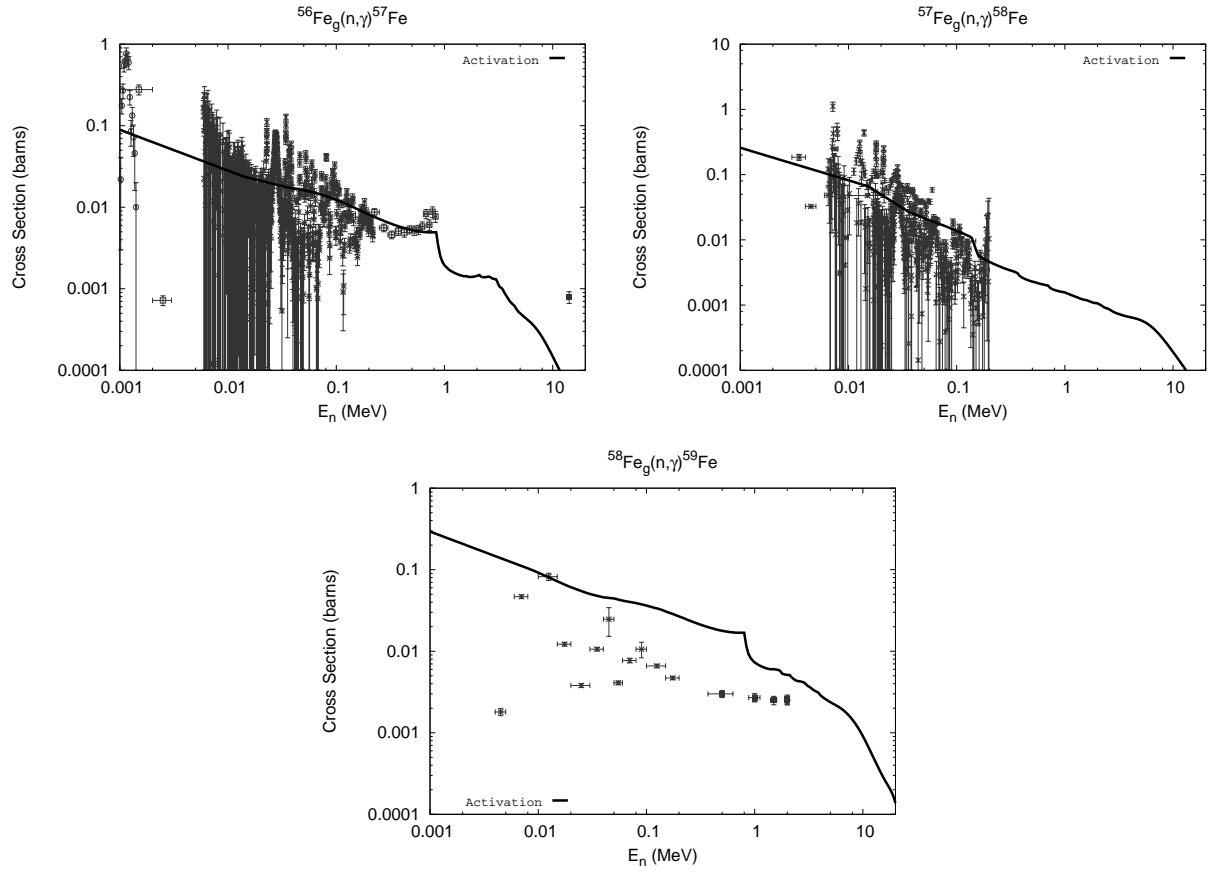 ⁵⁶Fe_g(n,γ)⁵⁷Fe
Cross Section (barns)
1
0.1
0.01
0.001
0.0001
Activation
0.001 0.01 0.1 1 10
E_n (MeV)
⁵⁷Fe_g(n,γ)⁵⁸Fe
Cross Section (barns)
10
1
0.1
0.01
0.001
0.0001
Activation
0.001 0.01 0.1 1 10
E_n (MeV)
⁵⁸Fe_g(n,γ)⁵⁹Fe
Cross Section (barns)
1
0.1
0.01
0.001
0.0001
Activation
0.001 0.01 0.1 1 10
E_n (MeV)